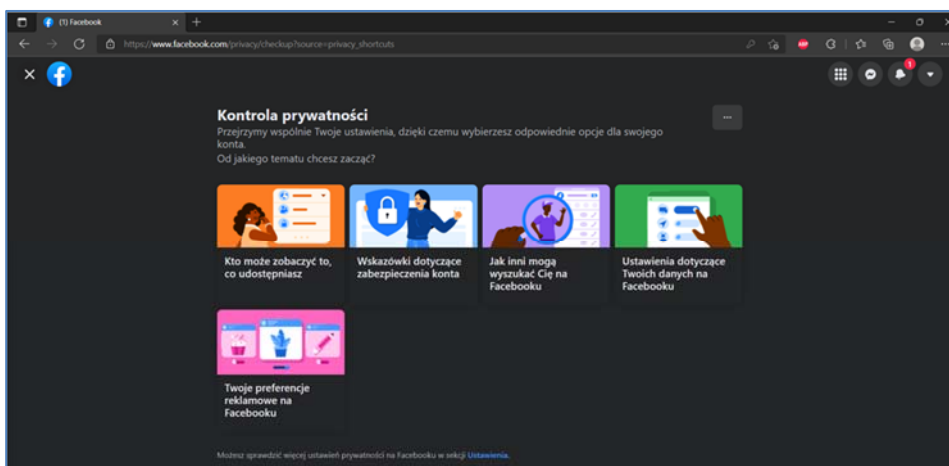 (1) Facebook
https://www.facebook.com/privacy/checkup?source=privacy_shortcuts
ABP
1
Kontrola prywatności
Przejrzymy wspólnie Twoje ustawienia, dzięki czemu wybierzesz odpowiednie opcje dla swojego
konta.
Od jakiego tematu chcesz zacząć?
Kto może zobaczyć to,
co udostępniasz
Wskazówki dotyczące
zabezpieczenia konta
Jak inni mogą
wyszukać Cię na
Facebooku
Ustawienia dotyczące
Twoich danych na
Facebooku
Twoje preferencje
reklamowe na
Facebooku
Możesz sprawdzić więcej ustawień prywatności na Facebooku w sekcji Ustawienia.